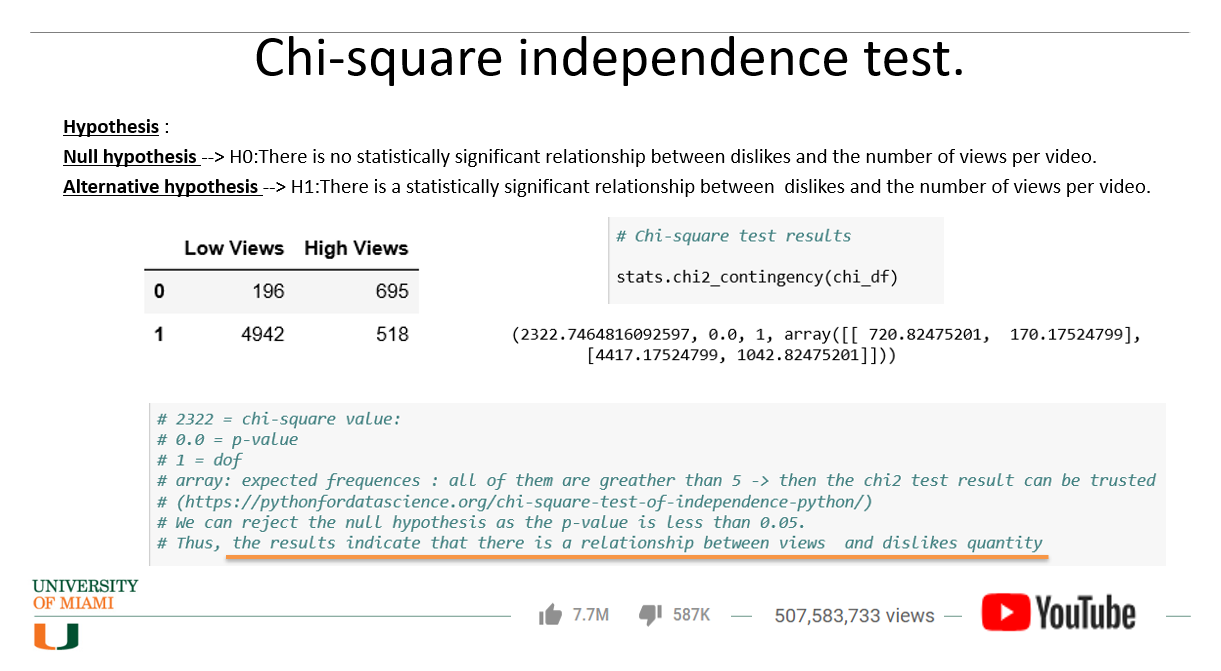 Chi-square independence test.
Hypothesis :
Null hypothesis --> H0:There is no statistically significant relationship between dislikes and the number of views per video.
Alternative hypothesis --> H1:There is a statistically significant relationship between  dislikes and the number of views per video.
Low Views High Views
0 196 695
1 4942 518
# Chi-square test results
stats.chi2_contingency(chi_df)
(2322.7464816092597, 0.0, 1, array([[ 720.82475201,  170.17524799],
[4417.17524799, 1042.82475201]]))
# 2322 = chi-square value:
# 0.0 = p-value
# 1 = dof
# array: expected frequences : all of them are greather than 5 -> then the chi2 test result can be trusted
# (https://pythonfordatascience.org/chi-square-test-of-independence-python/)
# We can reject the null hypothesis as the p-value is less than 0.05.
# Thus, the results indicate that there is a relationship between views  and dislikes quantity
UNIVERSITY
OF MIAMI
7.7M 587K 507,583,733 views YouTube